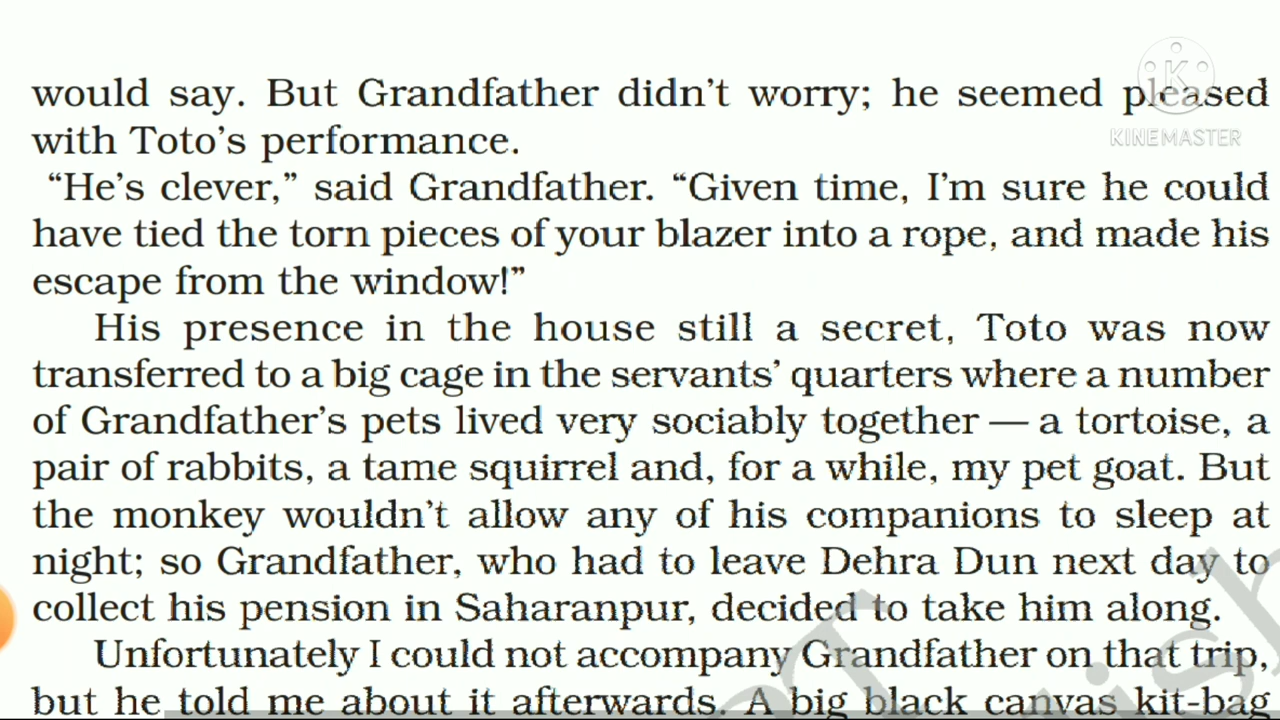 would say. But Grandfather didn't worry; he seemed pleased
KINEMASTER
with Toto's performance.
“He's clever,” said Grandfather. “Given time, I'm sure he could
have tied the torn pieces of your blazer into a rope, and made his
escape from the window!”
His presence in the house still a secret, Toto was now
transferred to a big cage in the servants' quarters where a number
of Grandfather's pets lived very sociably together — a tortoise, a
pair of rabbits, a tame squirrel and, for a while, my pet goat. But
the monkey wouldn't allow any of his companions to sleep at
night; so Grandfather, who had to leave Dehra Dun next day to
collect his pension in Saharanpur, decided to take him along.
Unfortunately I could not accompany Grandfather on that trip,
but he told me about it afterwards. A big black canvas kit-bag